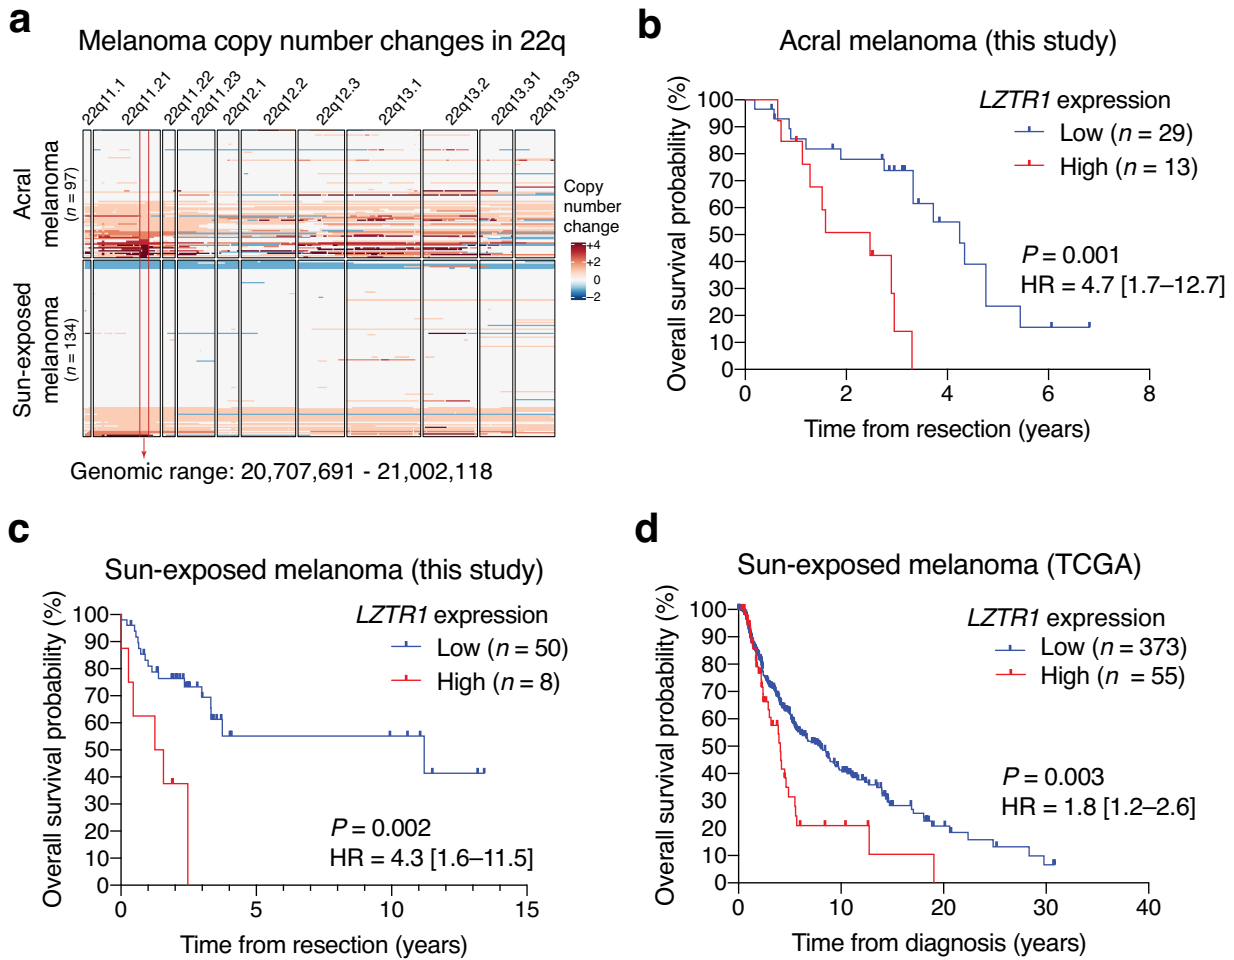 a
Melanoma copy number changes in 22q
22q11.1
22q11.21
22q11.22
22q11.23
22q12.1
22q12.2
22q12.3
22q13.1
22q13.2
22q13.31
22q13.33
Acral
melanoma
(n = 97)
Sun-exposed
melanoma
(n = 134)
Copy
number
change
+4
+2
0
−2
Genomic range: 20,707,691 - 21,002,118
b
Acral melanoma (this study)
Overall survival probability (%)
100
90
80
70
60
50
40
30
20
10
0
LZTR1 expression
Low (n = 29)
High (n = 13)
P = 0.001
HR = 4.7 [1.7–12.7]
0 2 4 6 8
Time from resection (years)
c
Sun-exposed melanoma (this study)
Overall survival probability (%)
100
90
80
70
60
50
40
30
20
10
0
LZTR1 expression
Low (n = 50)
High (n = 8)
P = 0.002
HR = 4.3 [1.6–11.5]
0 5 10 15
Time from resection (years)
d
Sun-exposed melanoma (TCGA)
Overall survival probability (%)
100
90
80
70
60
50
40
30
20
10
0
LZTR1 expression
Low (n = 373)
High (n = 55)
P = 0.003
HR = 1.8 [1.2–2.6]
0 10 20 30 40
Time from diagnosis (years)